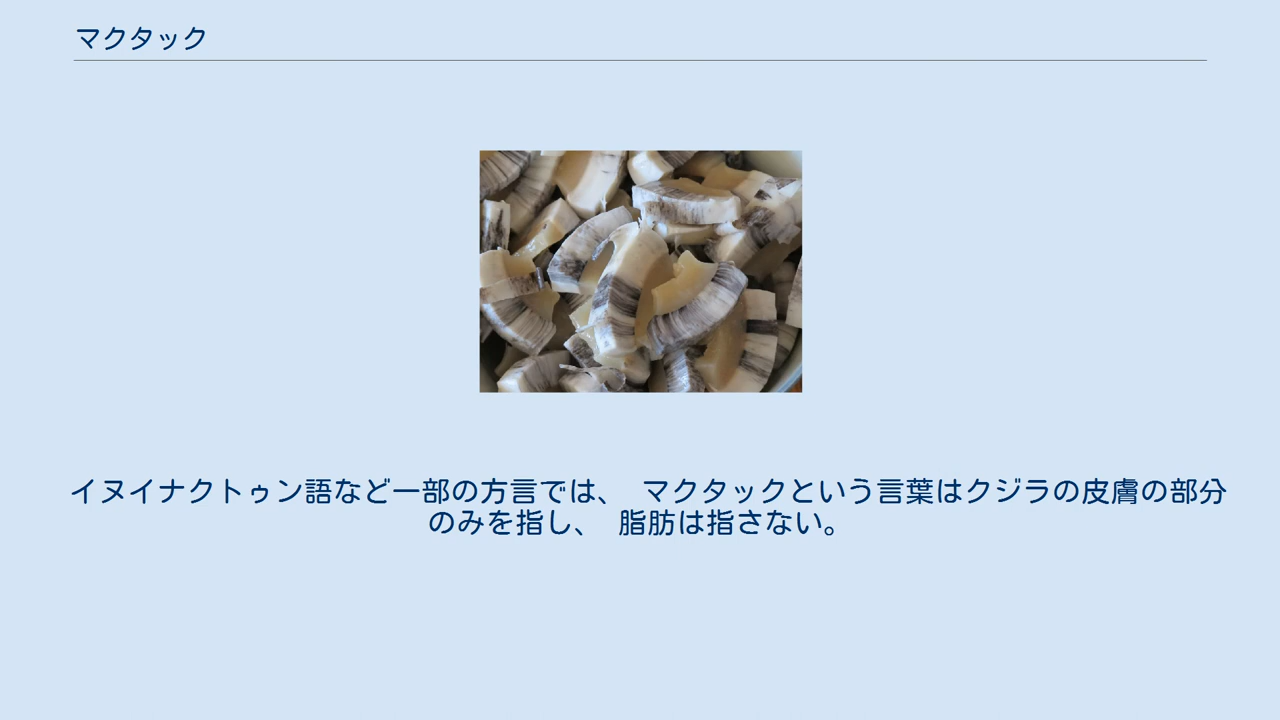 マクタック
イヌイナクトゥン語など一部の方言では、 マクタックという言葉はクジラの皮膚の部分
のみを指し、 脂肪は指さない。